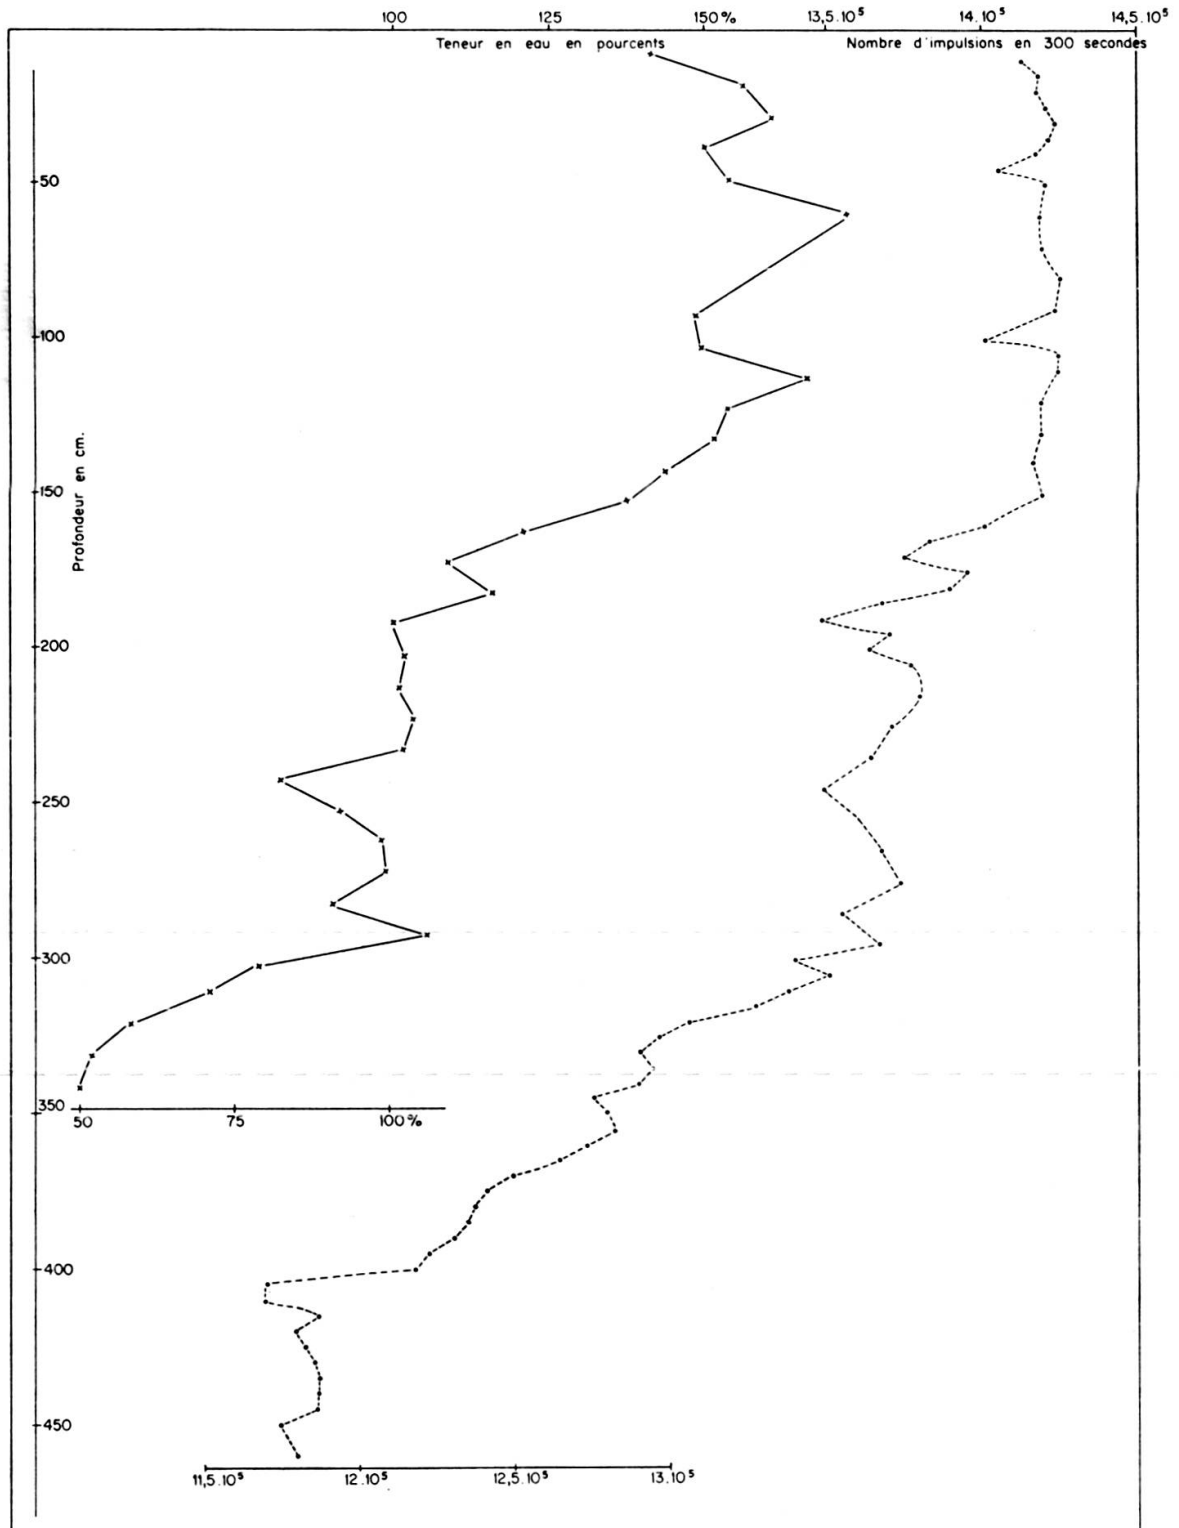 100 125 150% 13,5.10⁵ 14.10⁵ 14,5.10⁵
Teneur en eau en pourcents Nombre d'impulsions en 300 secondes
50
100
Profondeur en cm.
150
200
250
300
350
50 75 100%
400
450
11,5.10⁵ 12.10⁵ 12,5.10⁵ 13.10⁵